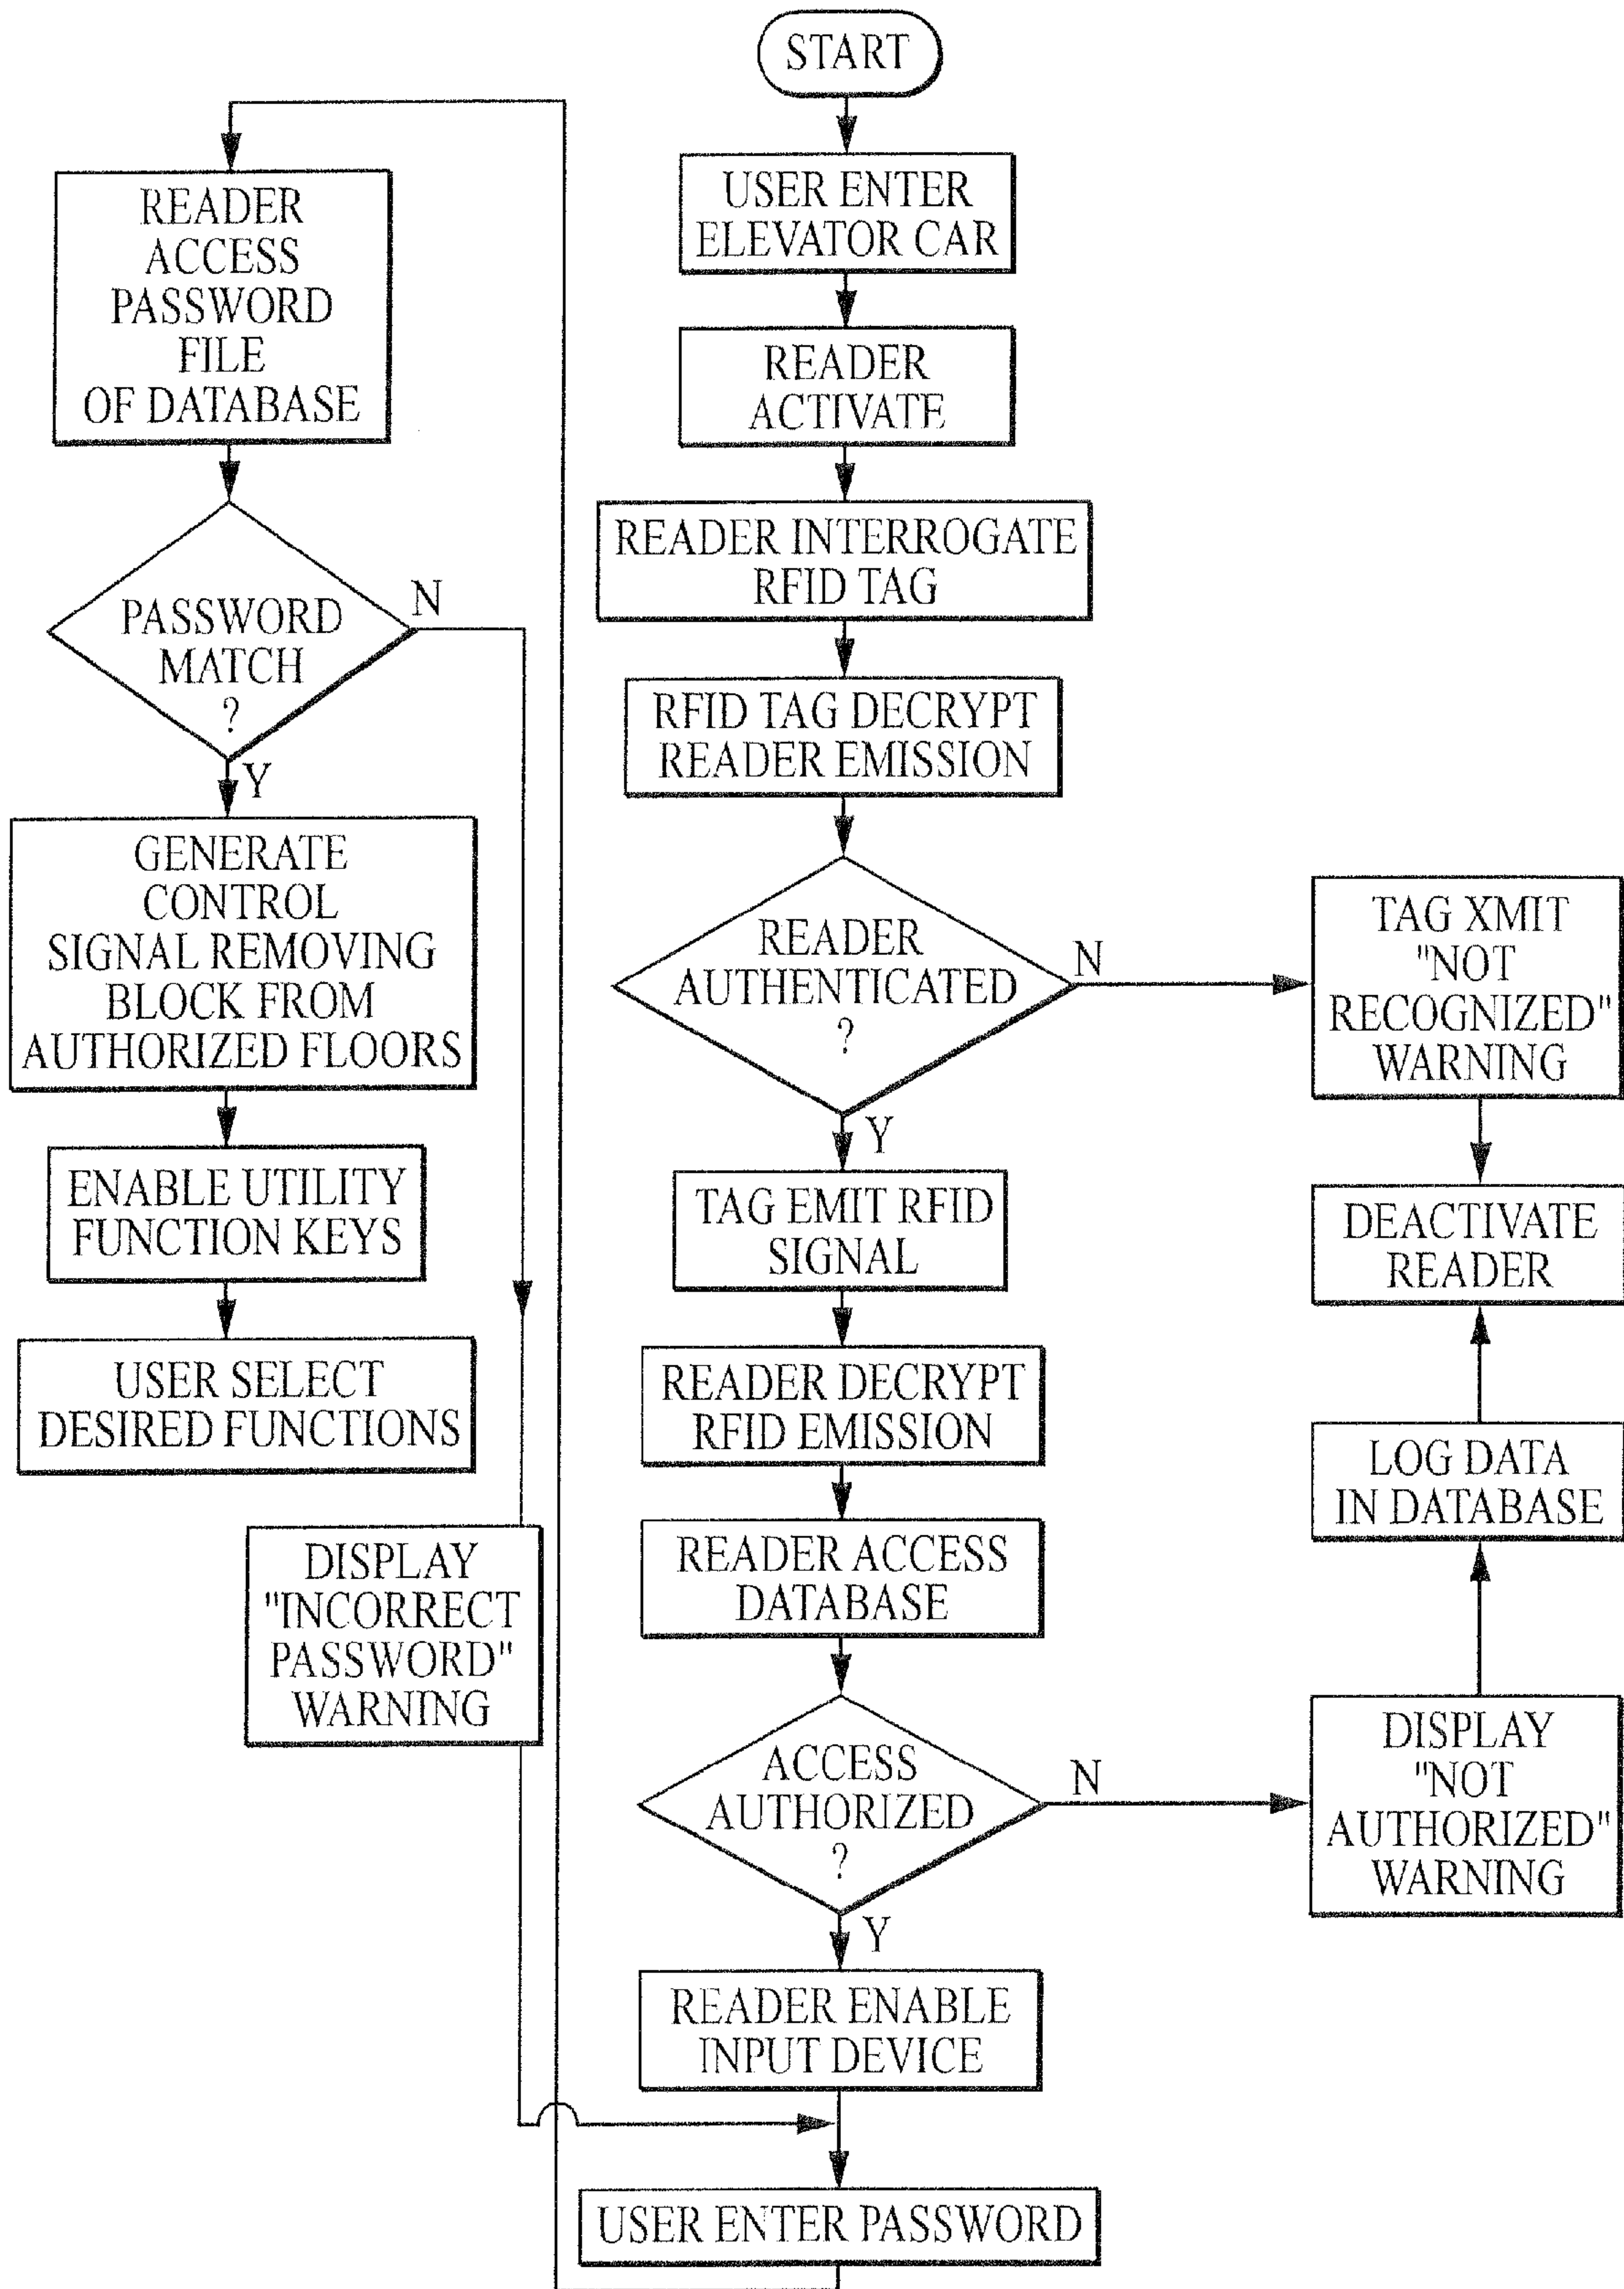 START
USER ENTER
ELEVATOR CAR
READER
ACTIVATE
READER INTERROGATE
RFID TAG
RFID TAG DECRYPT
READER EMISSION
READER
AUTHENTICATED
?
N
Y
TAG XMIT
"NOT
RECOGNIZED"
WARNING
DEACTIVATE
READER
TAG EMIT RFID
SIGNAL
READER DECRYPT
RFID EMISSION
READER ACCESS
DATABASE
ACCESS
AUTHORIZED
?
N
Y
DISPLAY
"NOT
AUTHORIZED"
WARNING
LOG DATA
IN DATABASE
READER ENABLE
INPUT DEVICE
USER ENTER PASSWORD
READER
ACCESS
PASSWORD
FILE
OF DATABASE
PASSWORD
MATCH
?
N
Y
GENERATE
CONTROL
SIGNAL REMOVING
BLOCK FROM
AUTHORIZED FLOORS
ENABLE UTILITY
FUNCTION KEYS
USER SELECT
DESIRED FUNCTIONS
DISPLAY
"INCORRECT
PASSWORD"
WARNING